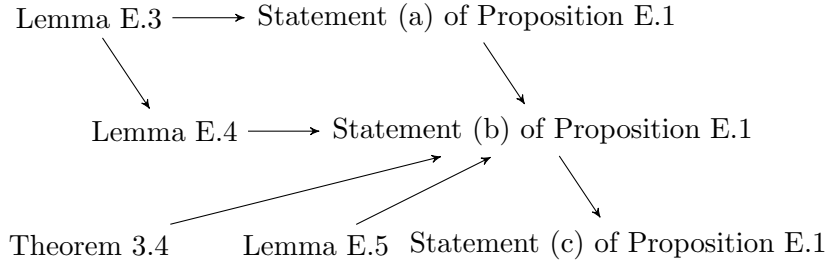 Lemma E.3 Statement (a) of Proposition E.1
Lemma E.4 Statement (b) of Proposition E.1
Theorem 3.4 Lemma E.5 Statement (c) of Proposition E.1